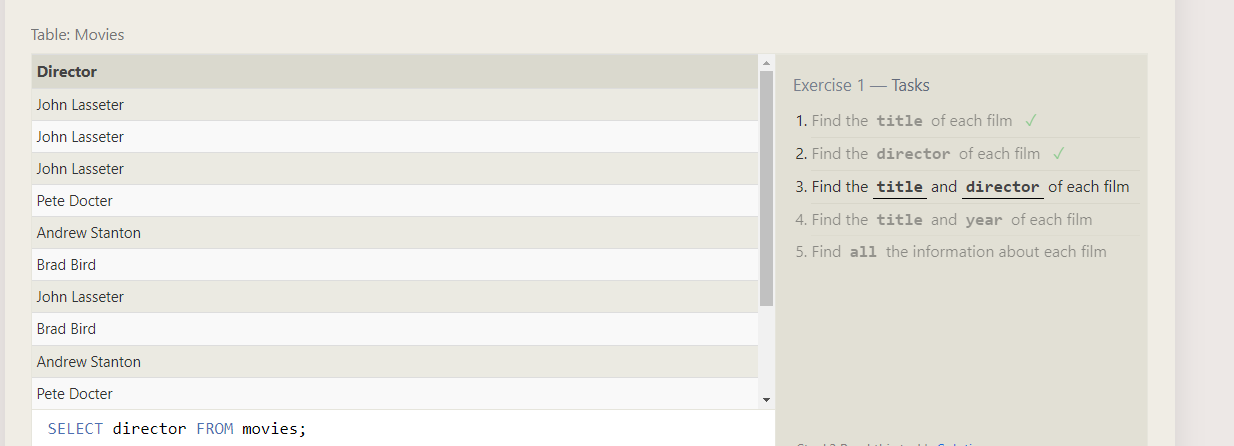 Table: Movies
Director
John Lasseter
John Lasseter
John Lasseter
Pete Docter
Andrew Stanton
Brad Bird
John Lasseter
Brad Bird
Andrew Stanton
Pete Docter
SELECT director FROM movies;
Exercise 1 — Tasks
1. Find the title of each film ✓
2. Find the director of each film ✓
3. Find the title and director of each film
4. Find the title and year of each film
5. Find all the information about each film